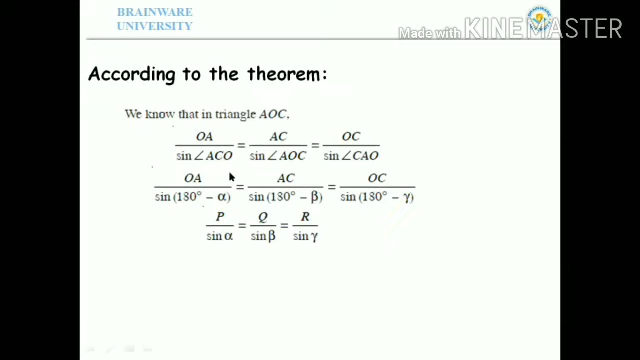 BRAINWARE
UNIVERSITY
Made with KINEMASTER
According to the theorem:
We know that in triangle AOC,
OA / sin ∠ACO = AC / sin ∠AOC = OC / sin ∠CAO
OA / sin (180° − α) = AC / sin (180° − β) = OC / sin (180° − γ)
P / sin α = Q / sin β = R / sin γ